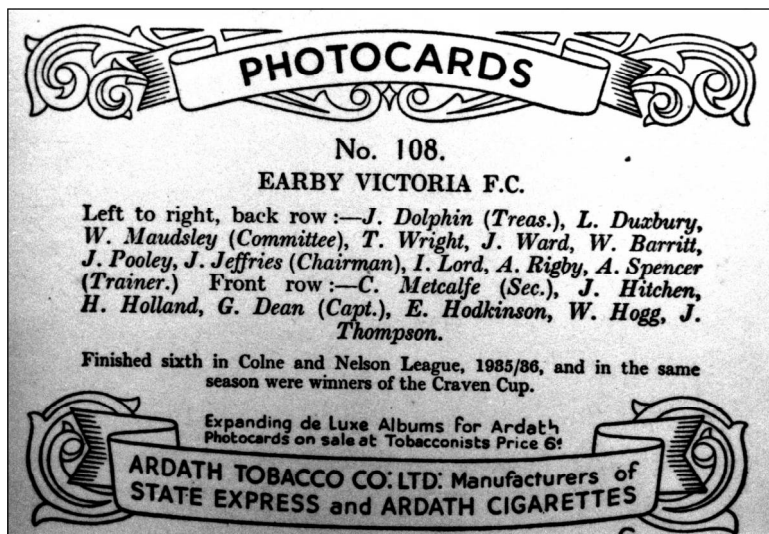 PHOTOCARDS
No. 108.
EARBY VICTORIA F.C.
Left to right, back row :—J. Dolphin (Treas.), L. Duxbury,
W. Maudsley (Committee), T. Wright, J. Ward, W. Barritt,
J. Pooley, J. Jeffries (Chairman), I. Lord, A. Rigby, A. Spencer
(Trainer.) Front row :—C. Metcalfe (Sec.), J. Hitchen,
H. Holland, G. Dean (Capt.), E. Hodkinson, W. Hogg, J.
Thompson.
Finished sixth in Colne and Nelson League, 1935/36, and in the same
season were winners of the Craven Cup.
Expanding de Luxe Albums for Ardath
Photocards on sale at Tobacconists Price 6ᵈ
ARDATH TOBACCO CO: LTD: Manufacturers of
STATE EXPRESS and ARDATH CIGARETTES